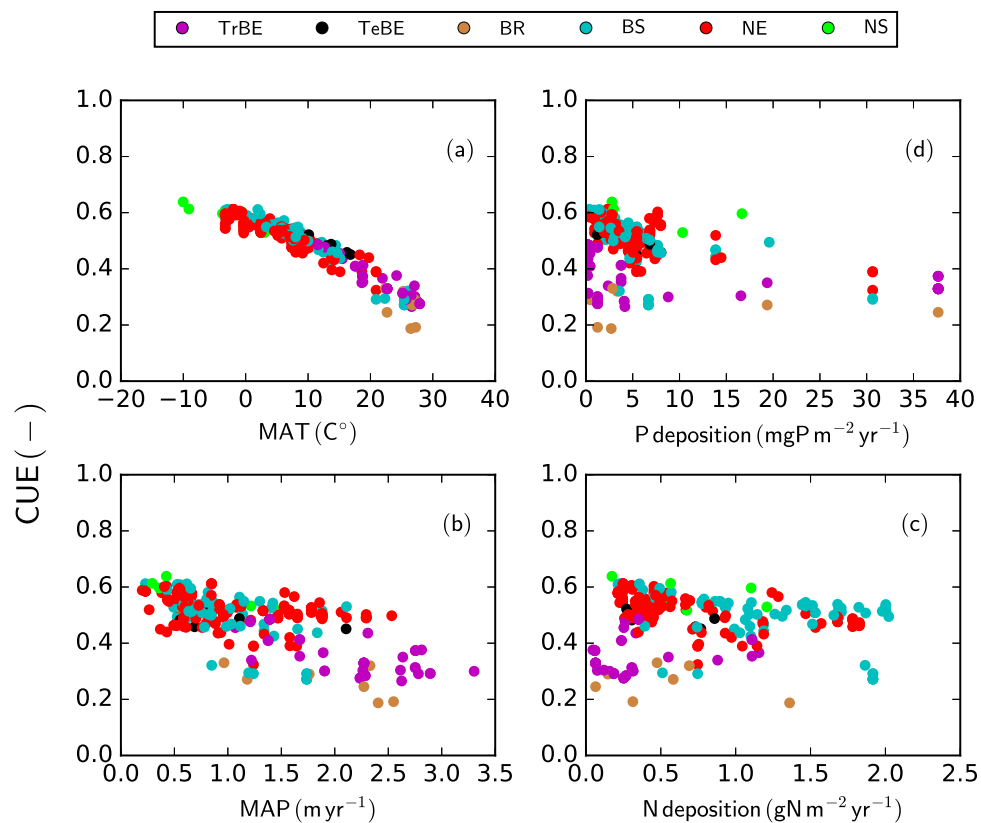 TrBE TeBE BR BS NE NS
1.0 0.8 0.6 0.4 0.2 0.0
(a)
−20 −10 0 10 20 30 40
MAT (C°)
1.0 0.8 0.6 0.4 0.2 0.0
(d)
0 5 10 15 20 25 30 35 40
P deposition (mgP m⁻² yr⁻¹)
CUE ( − )
1.0 0.8 0.6 0.4 0.2 0.0
(b)
0.0 0.5 1.0 1.5 2.0 2.5 3.0 3.5
MAP (m yr⁻¹)
1.0 0.8 0.6 0.4 0.2 0.0
(c)
0.0 0.5 1.0 1.5 2.0 2.5
N deposition (gN m⁻² yr⁻¹)